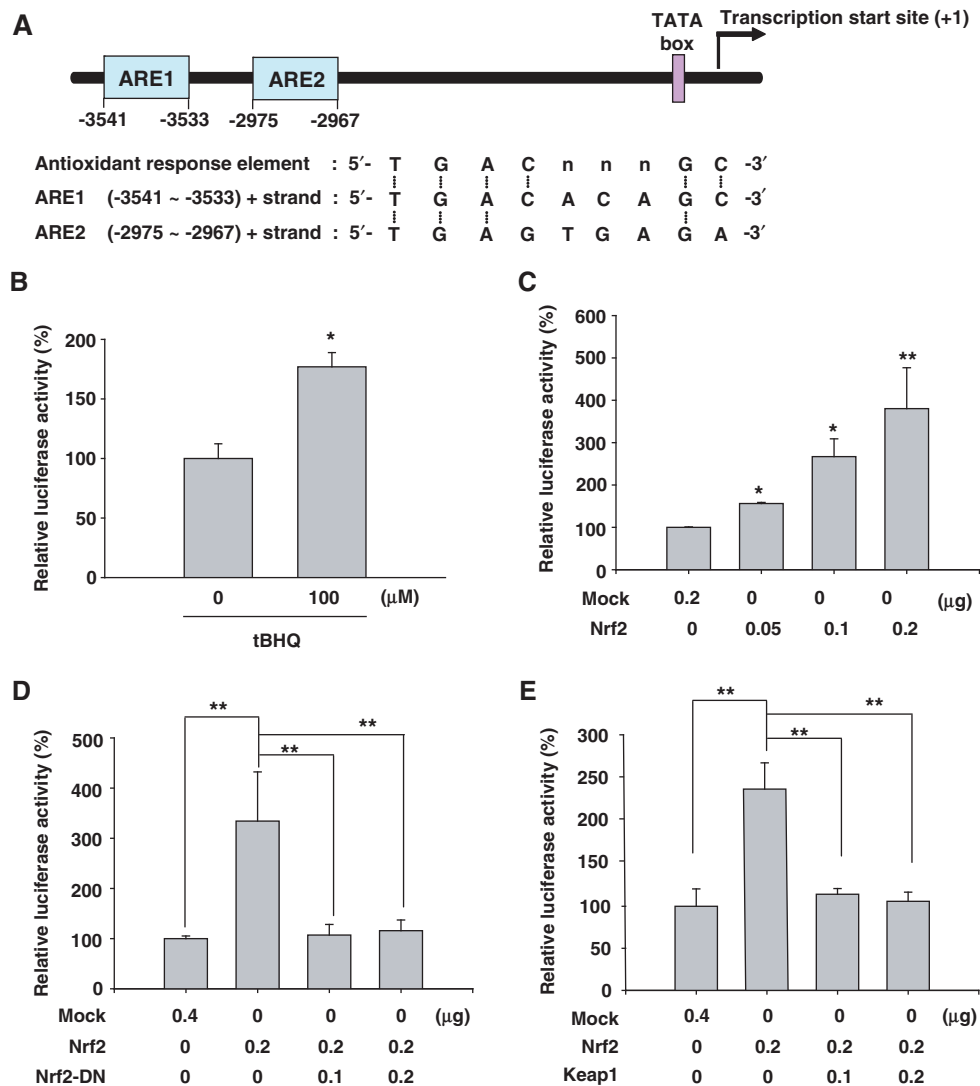 A
TATA
box
Transcription start site (+1)
ARE1
ARE2
-3541
-3533
-2975
-2967
Antioxidant response element : 5′- T G A C n n n G C -3′
ARE1 (-3541 ~ -3533) + strand : 5′- T G A C A C A G C -3′
ARE2 (-2975 ~ -2967) + strand : 5′- T G A G T G A G A -3′
B
Relative luciferase activity (%)
200
150
100
50
0
*
0 100 (μM)
tBHQ
C
Relative luciferase activity (%)
600
500
400
300
200
100
0
*
*
**
Mock 0.2 0 0 0 (μg)
Nrf2 0 0.05 0.1 0.2
D
Relative luciferase activity (%)
500
400
300
200
100
0
**
**
**
Mock 0.4 0 0 0 (μg)
Nrf2 0 0.2 0.2 0.2
Nrf2-DN 0 0 0.1 0.2
E
Relative luciferase activity (%)
300
250
200
150
100
50
0
**
**
**
Mock 0.4 0 0 0 (μg)
Nrf2 0 0.2 0.2 0.2
Keap1 0 0 0.1 0.2